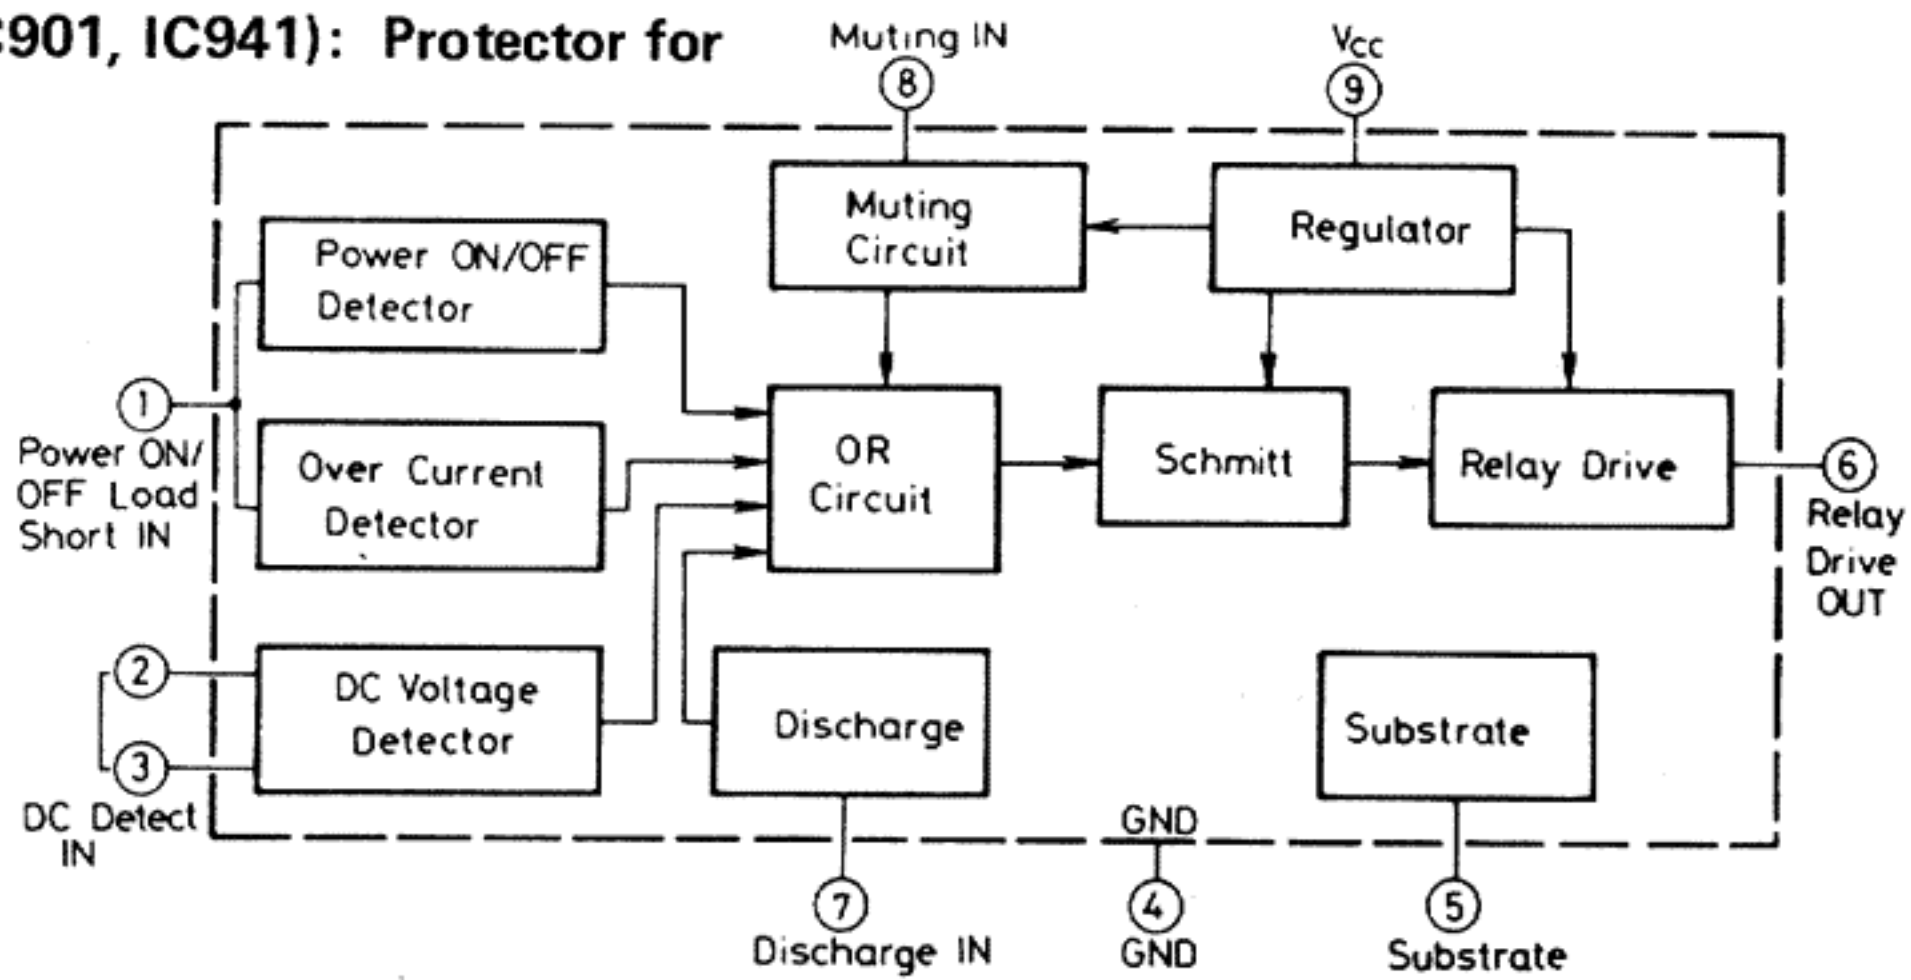 C901, IC941): Protector for
Muting IN
8
Vcc
9
Muting
Circuit
Regulator
Power ON/OFF
Detector
1
Power ON/
OFF Load
Short IN
Over Current
Detector
OR
Circuit
Schmitt
Relay Drive
6
Relay
Drive
OUT
2
3
DC Detect
IN
DC Voltage
Detector
Discharge
Substrate
GND
7
Discharge IN
4
GND
5
Substrate